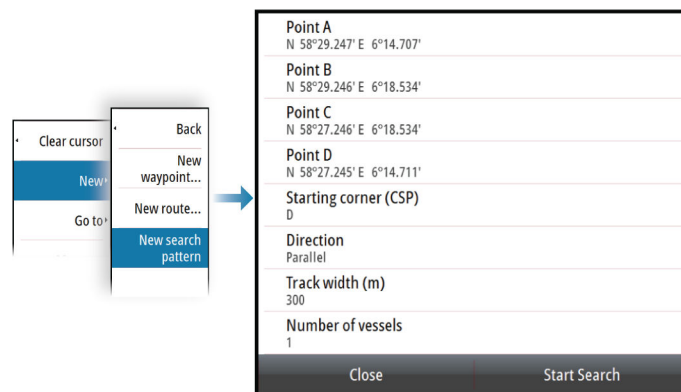 Clear cursor
New
Go to
Back
New
waypoint...
New route...
New search
pattern
Point A
N 58°29.247' E 6°14.707'
Point B
N 58°29.246' E 6°18.534'
Point C
N 58°27.246' E 6°18.534'
Point D
N 58°27.245' E 6°14.711'
Starting corner (CSP)
D
Direction
Parallel
Track width (m)
300
Number of vessels
1
Close
Start Search